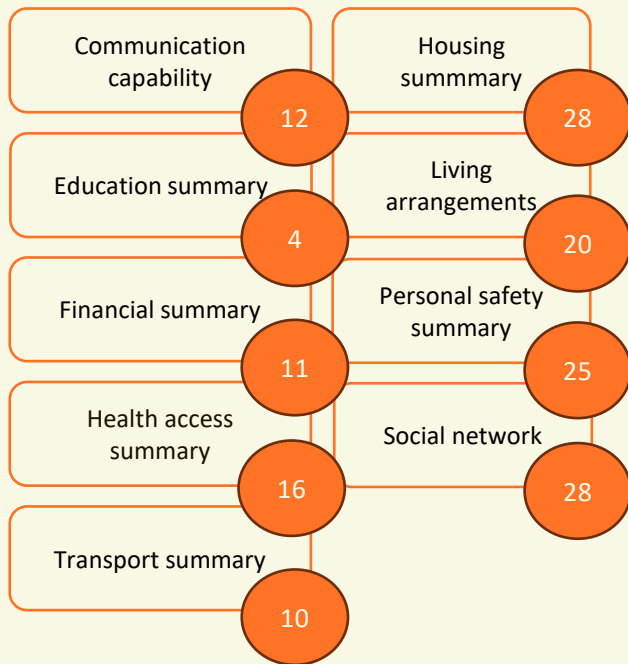 Communication
capability
12
Education summary
4
Financial summary
11
Health access
summary
16
Transport summary
10
Housing
summmary
28
Living
arrangements
20
Personal safety
summary
25
Social network
28